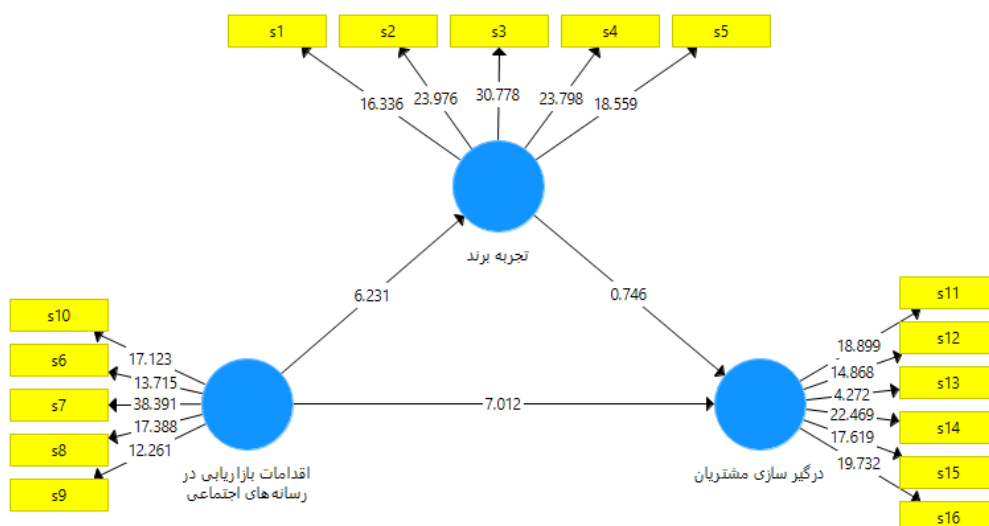 s1
s2
s3
s4
s5
16.336
23.976
30.778
23.798
18.559
تجربه برند
6.231
0.746
s10
s6
s7
s8
s9
17.123
13.715
38.391
17.388
12.261
7.012
اقدامات بازاریابی در
رسانه‌های اجتماعی
درگیر سازی مشتریان
18.899
14.868
4.272
22.469
17.619
19.732
s11
s12
s13
s14
s15
s16